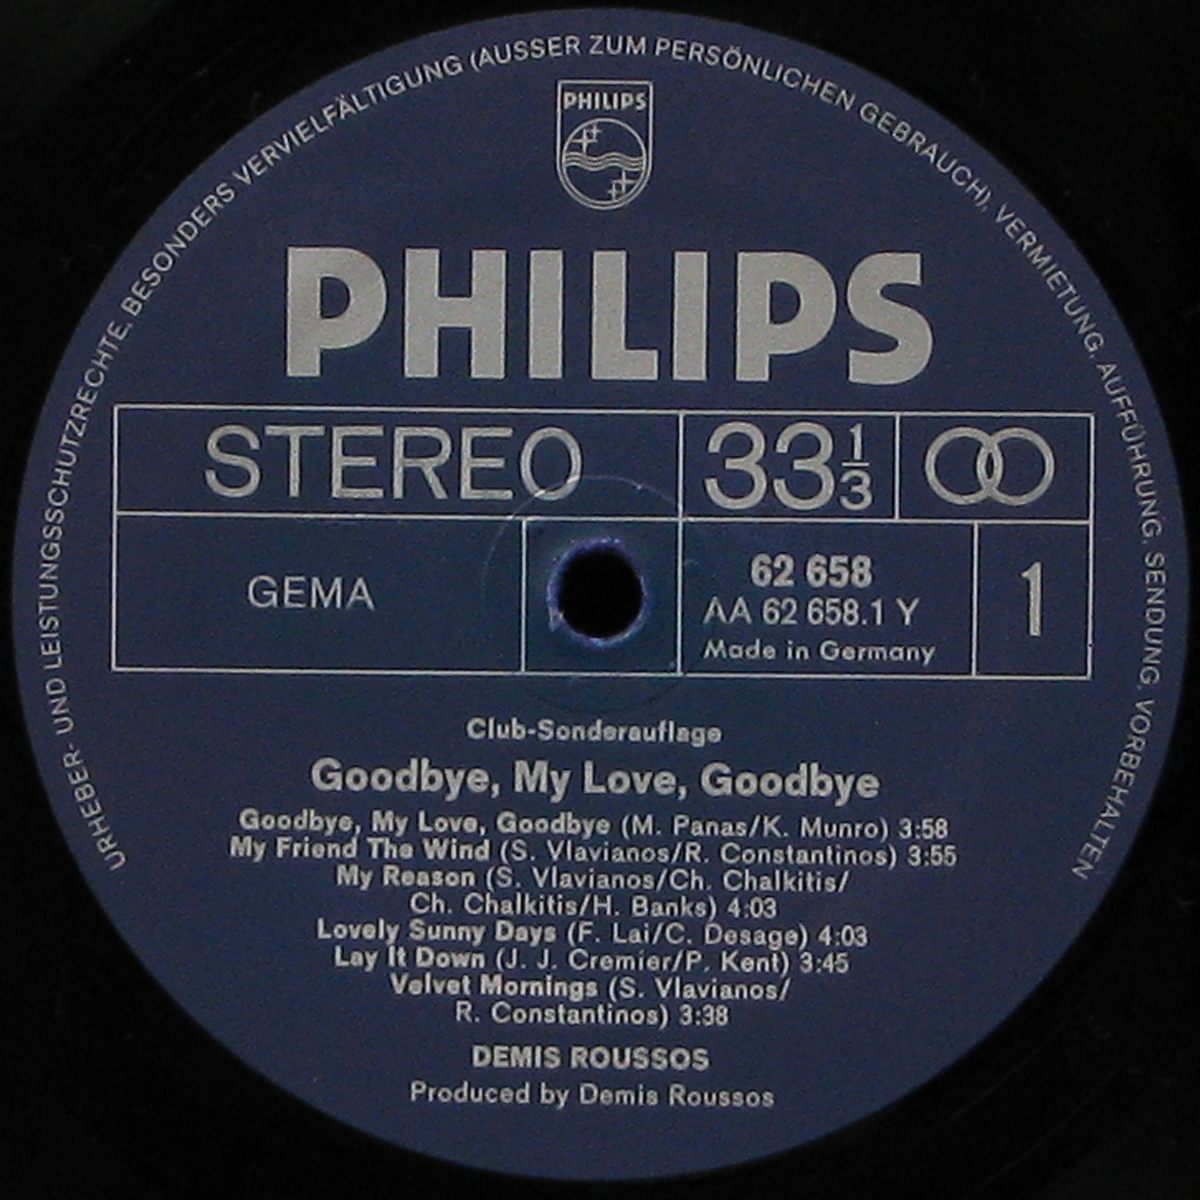 URHEBER- UND LEISTUNGSSCHUTZRECHTE, BESONDERS VERVIELFÄLTIGUNG (AUSSER ZUM PERSÖNLICHEN GEBRAUCH), VERMIETUNG, AUFFÜHRUNG, SENDUNG, VORBEHALTEN
PHILIPS
PHILIPS
STEREO 33 1/3
GEMA
62 658
AA 62 658.1 Y
Made in Germany
1
Club-Sonderauflage
Goodbye, My Love, Goodbye
Goodbye, My Love, Goodbye (M. Panas/K. Munro) 3:58
My Friend The Wind (S. Vlavianos/R. Constantinos) 3:55
My Reason (S. Vlavianos/Ch. Chalkitis/
Ch. Chalkitis/H. Banks) 4:03
Lovely Sunny Days (F. Lai/C. Desage) 4:03
Lay It Down (J. J. Cremier/P. Kent) 3:45
Velvet Mornings (S. Vlavianos/
R. Constantinos) 3:38
DEMIS ROUSSOS
Produced by Demis Roussos